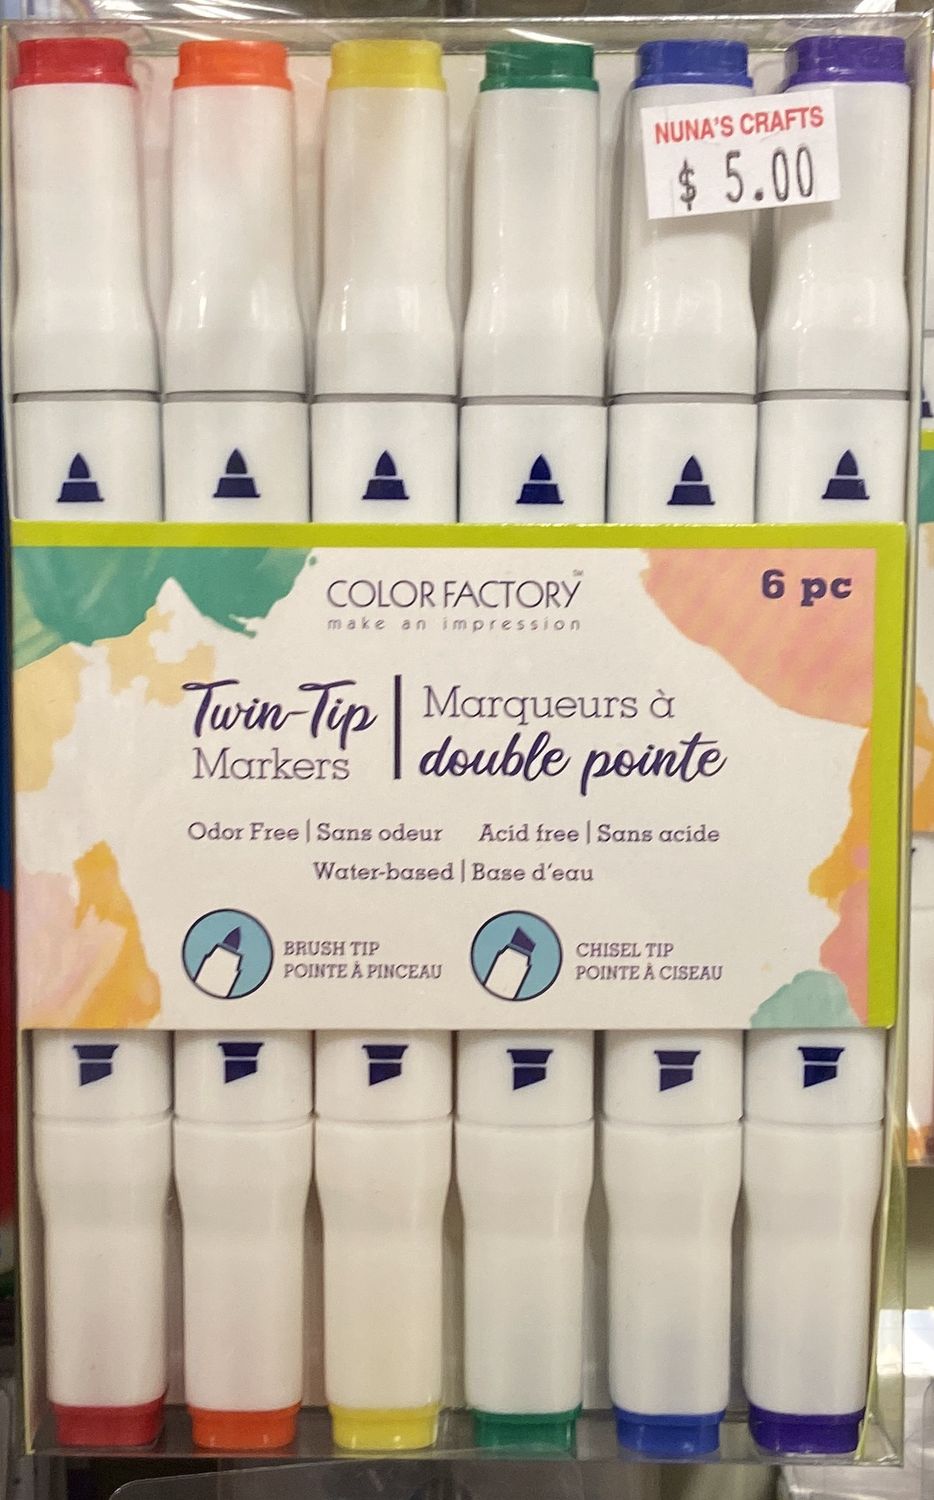 NUNA'S CRAFTS
$ 5.00
6 pc
COLOR FACTORY™
make an impression
Twin-Tip
Markers
Marqueurs à
double pointe
Odor Free | Sans odeur Acid free | Sans acide
Water-based | Base d'eau
BRUSH TIP
POINTE À PINCEAU
CHISEL TIP
POINTE À CISEAU